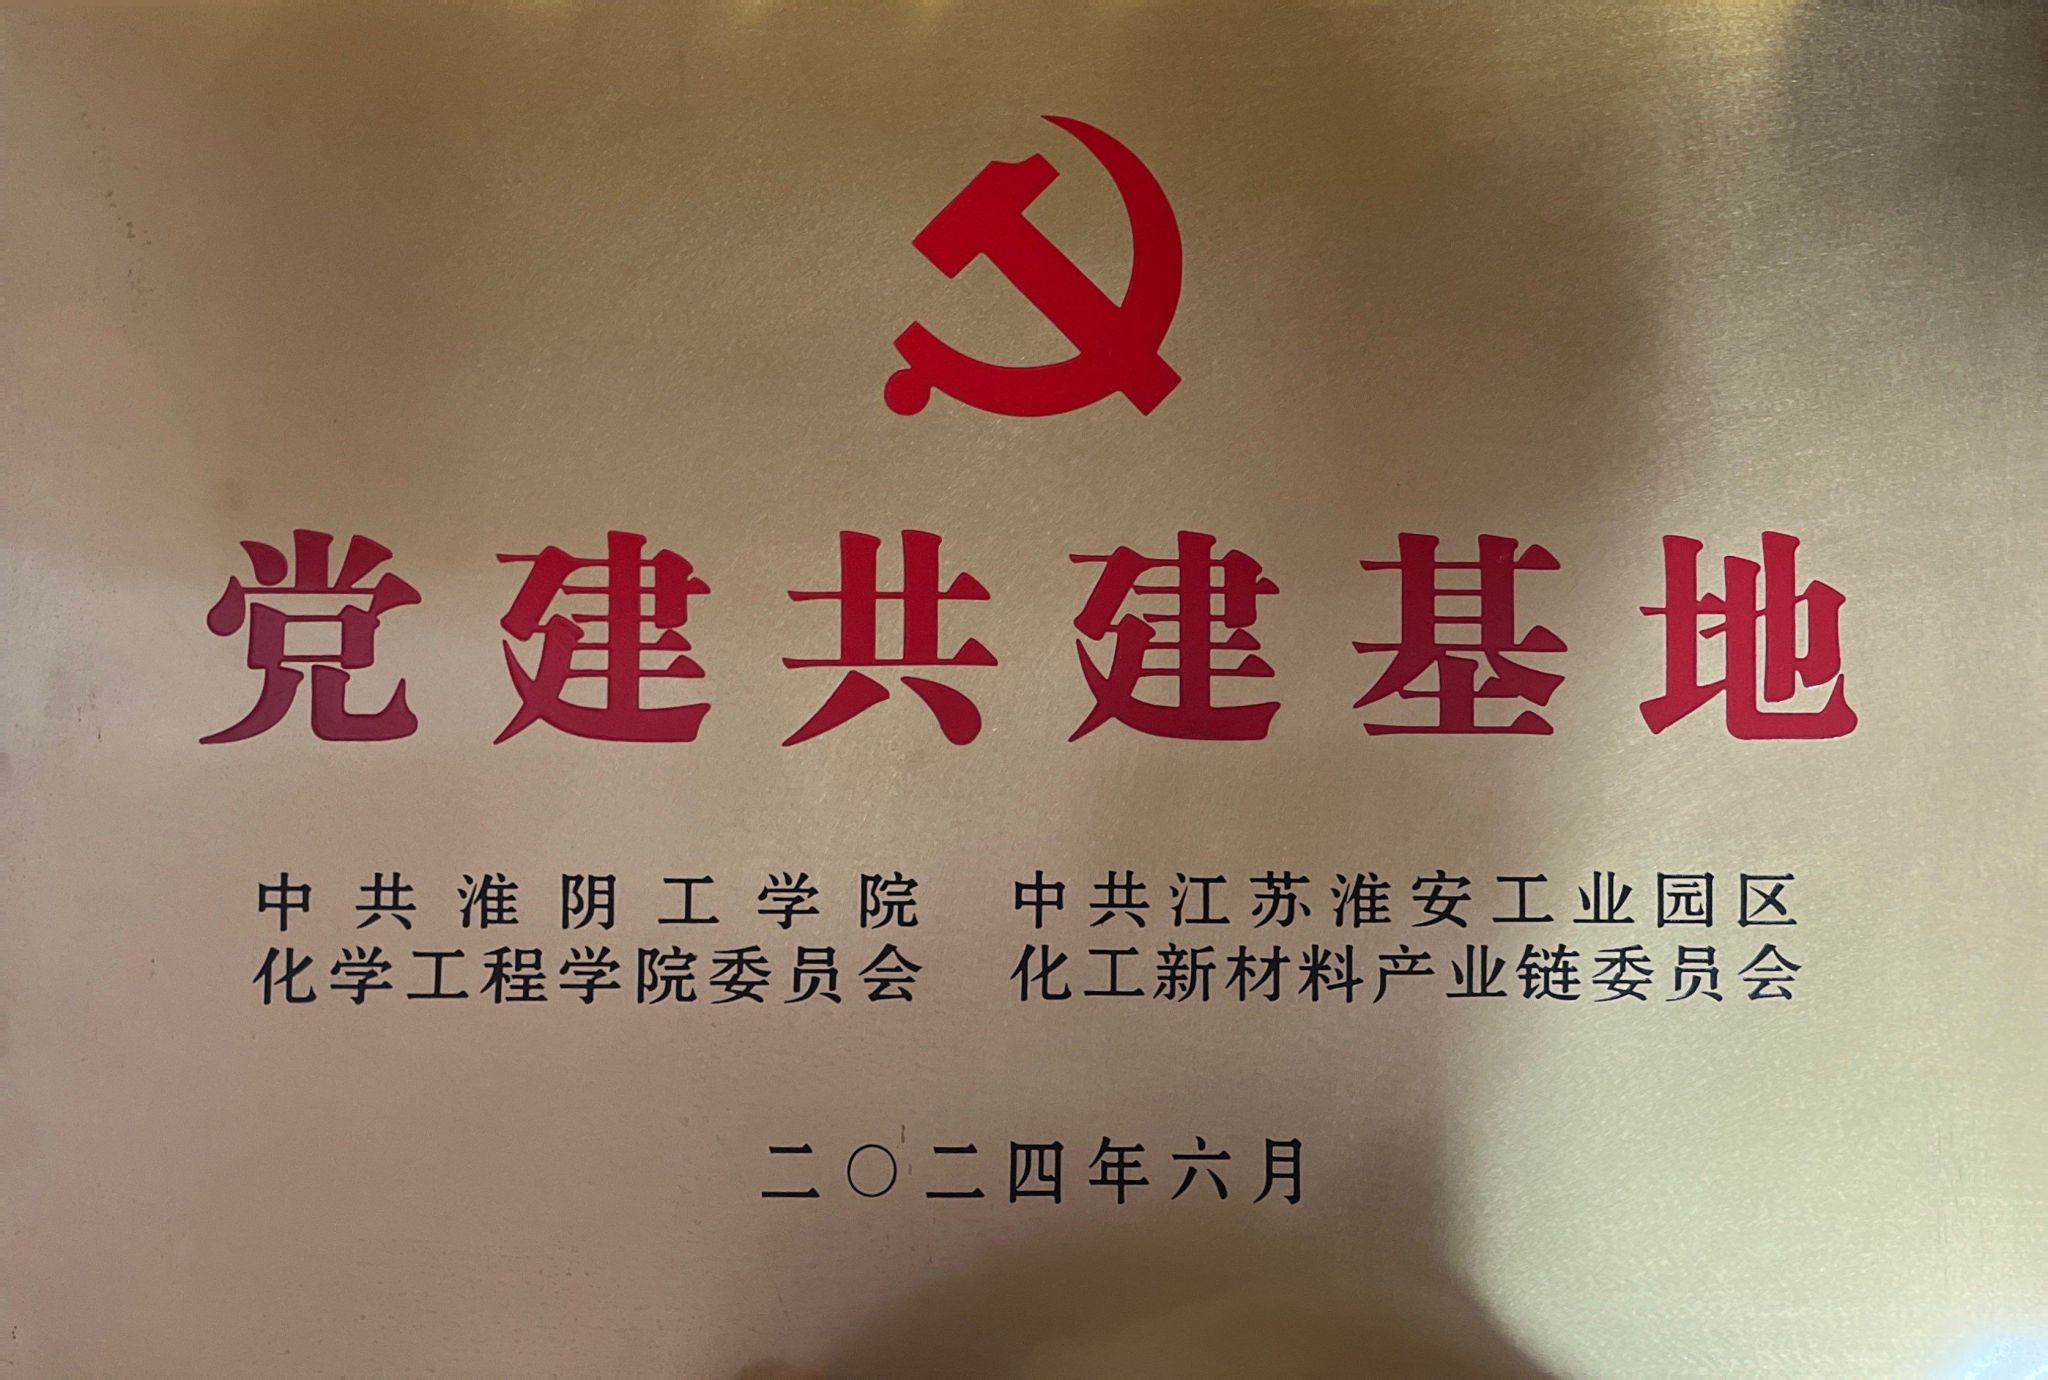 党建共建基地
中共淮阴工学院 中共江苏淮安工业园区
化学工程学院委员会 化工新材料产业链委员会
二〇二四年六月